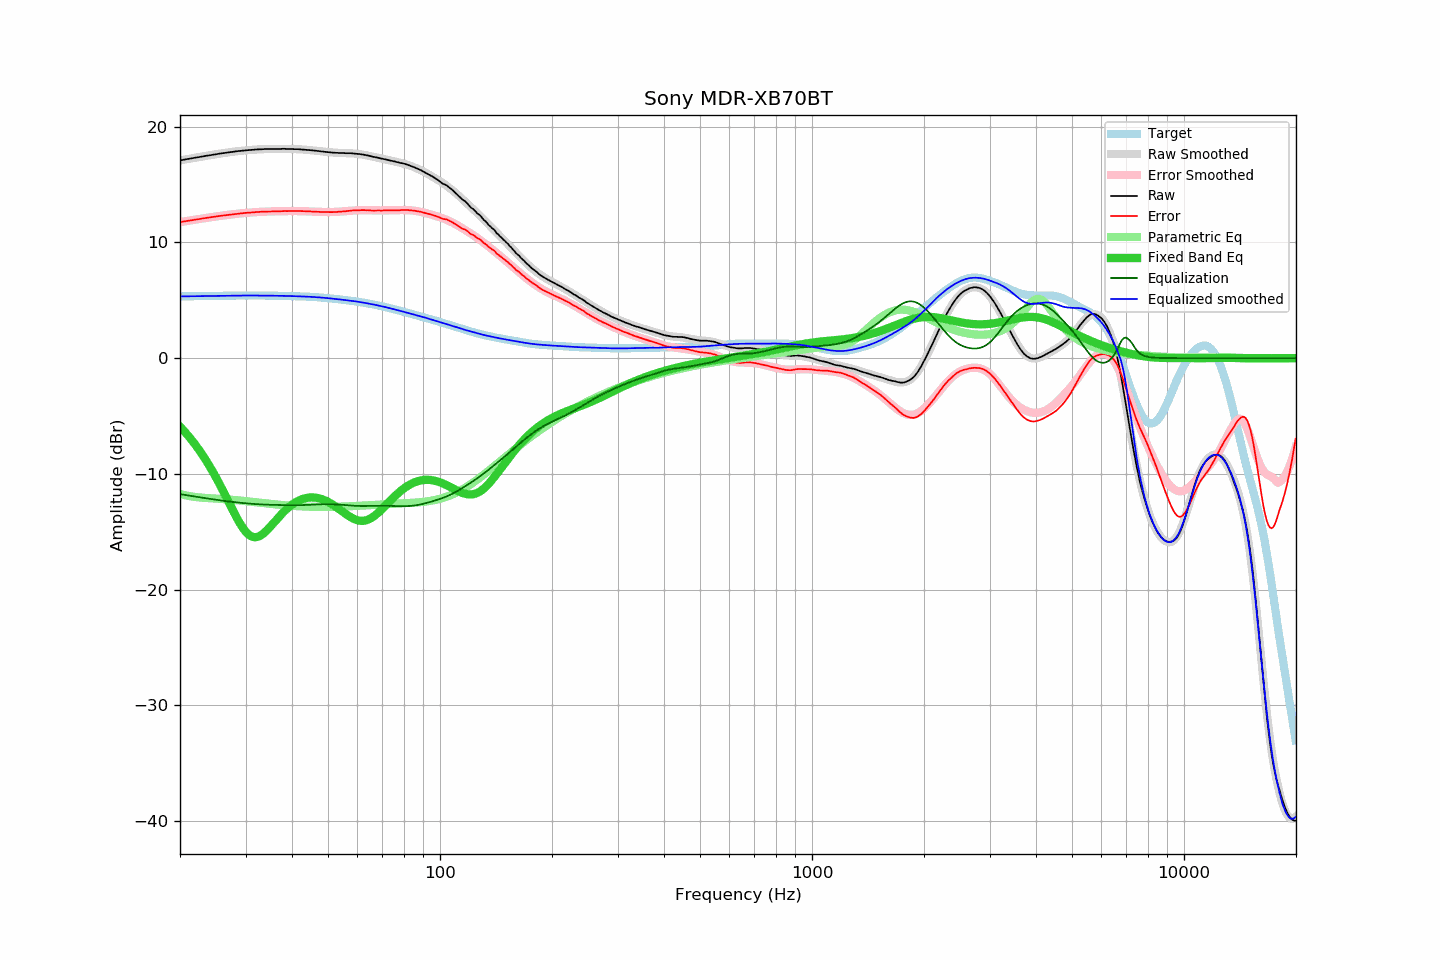 Sony MDR-XB70BT
20
10
0
−10
−20
−30
−40
Amplitude (dBr)
100
1000
10000
Frequency (Hz)
Target
Raw Smoothed
Error Smoothed
Raw
Error
Parametric Eq
Fixed Band Eq
Equalization
Equalized smoothed